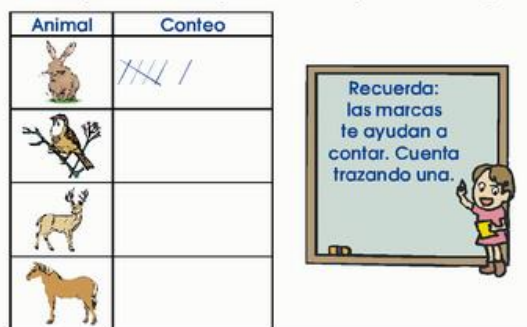 Animal Conteo
Recuerda:
las marcas
te ayudan a
contar. Cuenta
trazando una.